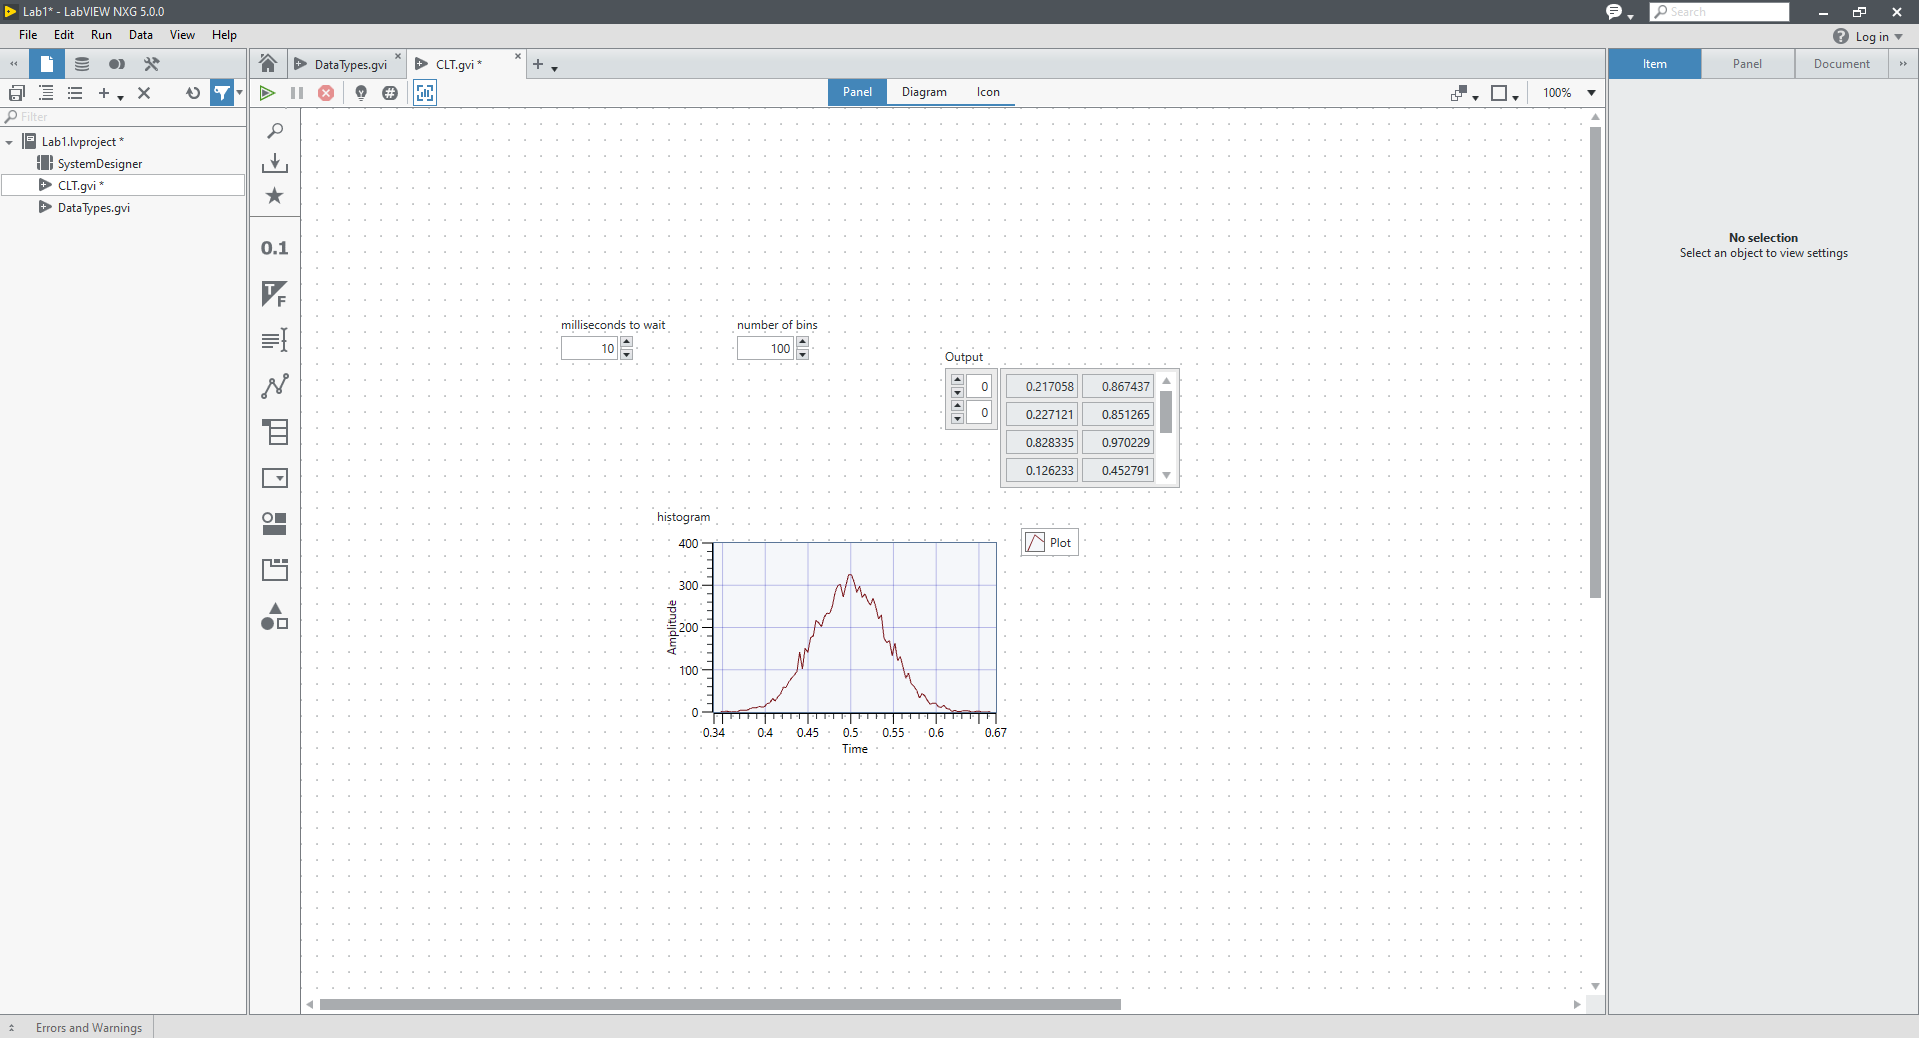 Lab1* - LabVIEW NXG 5.0.0
Search
File Edit Run Data View Help
Log in
DataTypes.gvi
CLT.gvi *
Item Panel Document
Panel Diagram Icon
100%
Filter
Lab1.lvproject *
SystemDesigner
CLT.gvi *
DataTypes.gvi
0.1
T F
No selection
Select an object to view settings
milliseconds to wait
10
number of bins
100
Output
0
0
0.217058 0.867437
0.227121 0.851265
0.828335 0.970229
0.126233 0.452791
histogram
Plot
400
300
200
100
0
Amplitude
0.34 0.4 0.45 0.5 0.55 0.6 0.67
Time
Errors and Warnings